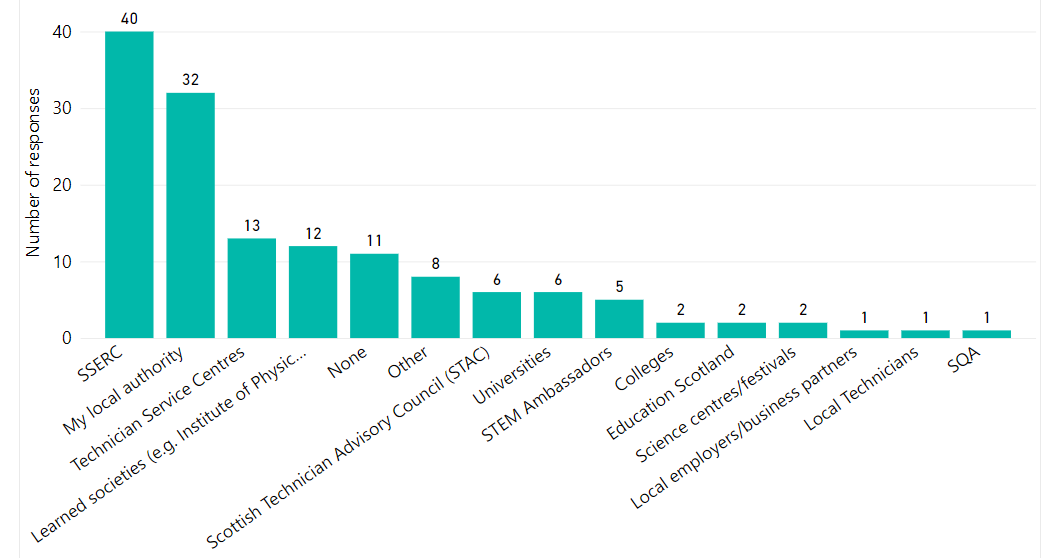 Number of responses
40
30
20
10
0
40
32
13
12
11
8
6
6
5
2
2
2
1
1
1
SSERC
My local authority
Technician Service Centres
Learned societies (e.g. Institute of Physic...
None
Other
Scottish Technician Advisory Council (STAC)
Universities
STEM Ambassadors
Colleges
Education Scotland
Science centres/festivals
Local employers/business partners
Local Technicians
SQA